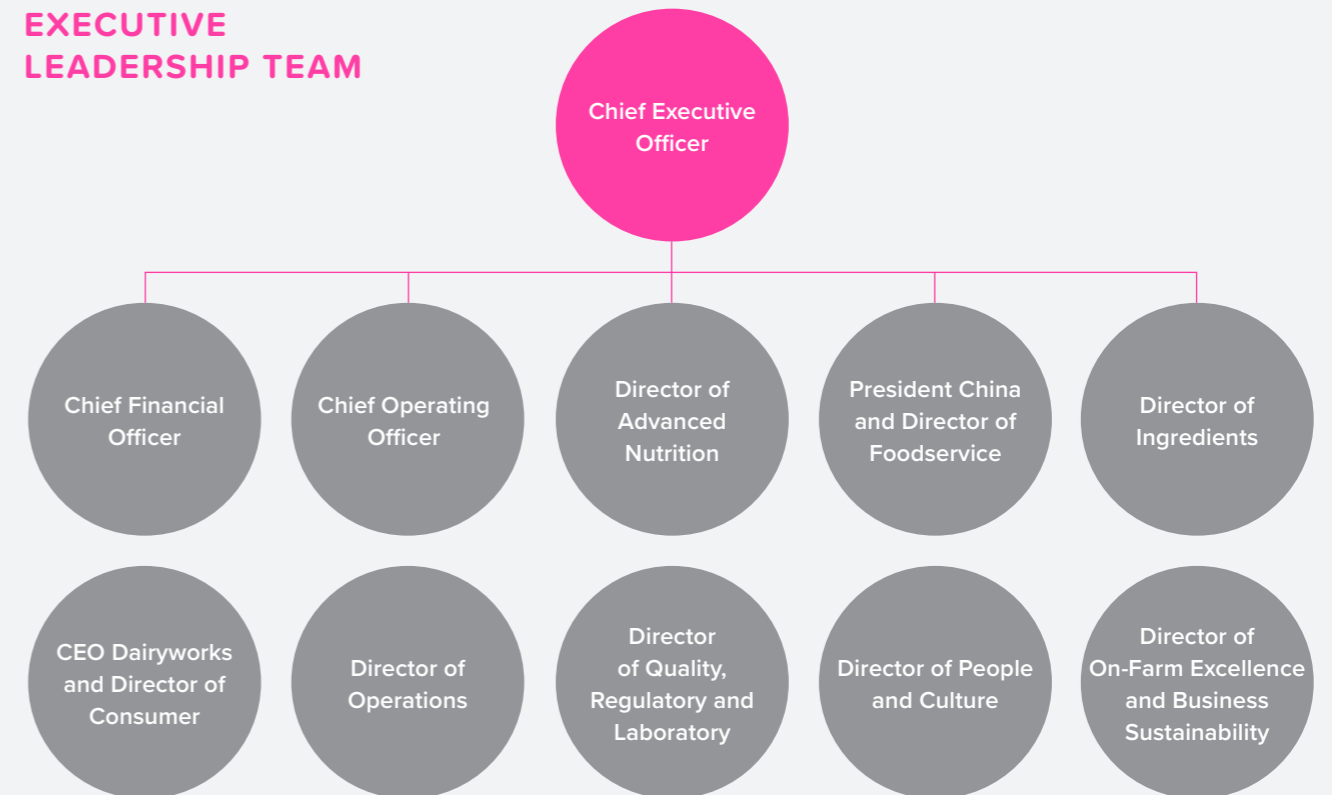 EXECUTIVE
LEADERSHIP TEAM
Chief Executive
Officer
Chief Financial
Officer
Chief Operating
Officer
Director of
Advanced
Nutrition
President China
and Director of
Foodservice
Director of
Ingredients
CEO Dairyworks
and Director of
Consumer
Director of
Operations
Director
of Quality,
Regulatory and
Laboratory
Director of People
and Culture
Director of
On-Farm Excellence
and Business
Sustainability